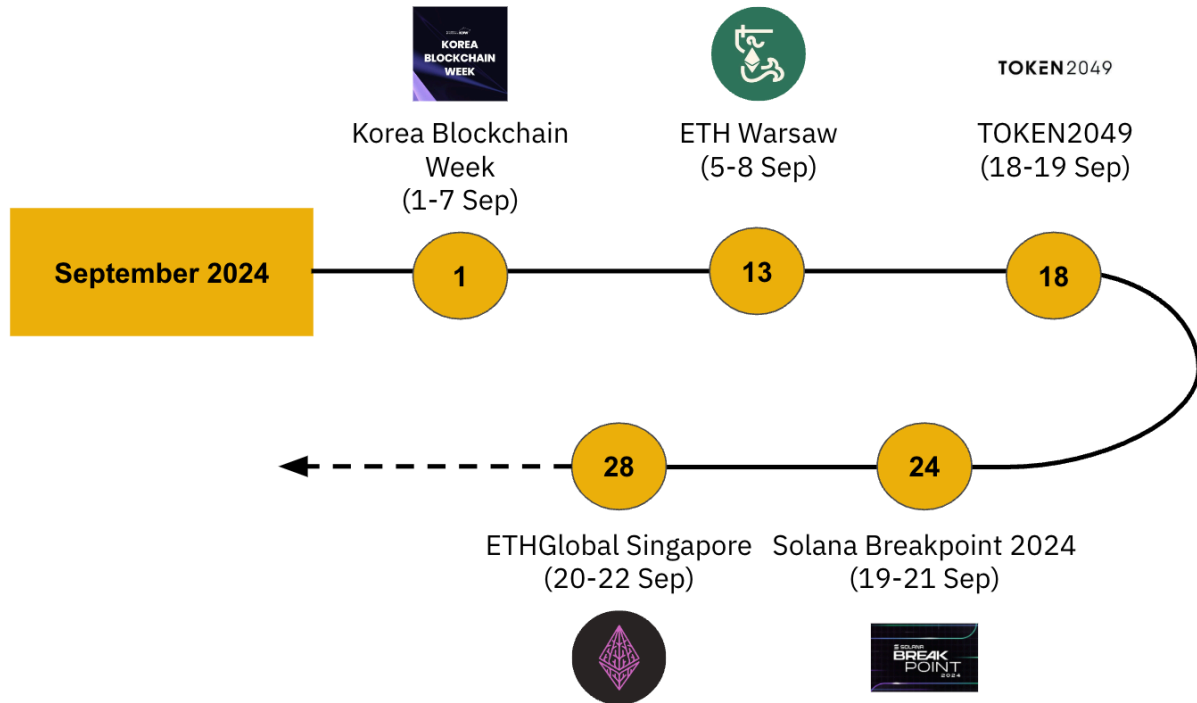 KOREA
BLOCKCHAIN
WEEK
TOKEN2049
Korea Blockchain
Week
(1-7 Sep)
ETH Warsaw
(5-8 Sep)
TOKEN2049
(18-19 Sep)
September 2024
1
13
18
28
24
ETHGlobal Singapore
(20-22 Sep)
Solana Breakpoint 2024
(19-21 Sep)
SOLANA
BREAK
POINT
2024